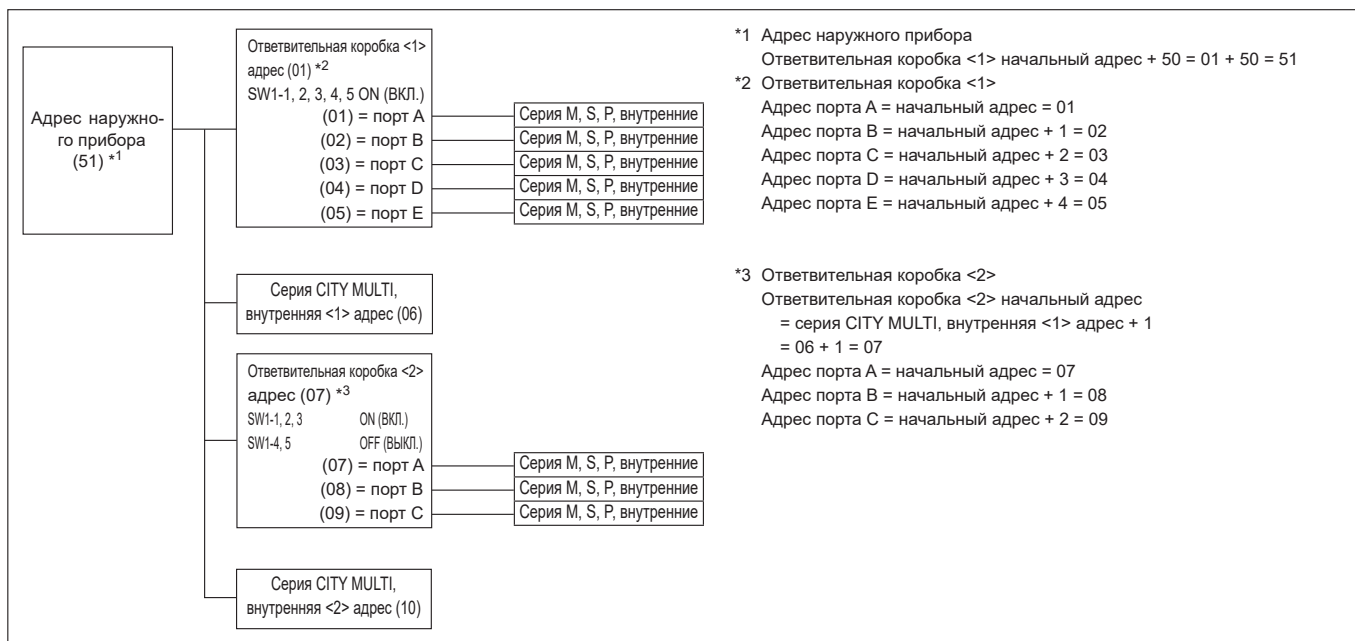 Адрес наружно-
го прибора
(51) *1
Ответвительная коробка <1>
адрес (01) *2
SW1-1, 2, 3, 4, 5 ON (ВКЛ.)
(01) = порт A
Серия M, S, P, внутренние
(02) = порт B
Серия M, S, P, внутренние
(03) = порт C
Серия M, S, P, внутренние
(04) = порт D
Серия M, S, P, внутренние
(05) = порт E
Серия M, S, P, внутренние
Серия CITY MULTI,
внутренняя <1> адрес (06)
Ответвительная коробка <2>
адрес (07) *3
SW1-1, 2, 3 ON (ВКЛ.)
SW1-4, 5 OFF (ВЫКЛ.)
(07) = порт A
Серия M, S, P, внутренние
(08) = порт B
Серия M, S, P, внутренние
(09) = порт C
Серия M, S, P, внутренние
Серия CITY MULTI,
внутренняя <2> адрес (10)
*1 Адрес наружного прибора
Ответвительная коробка <1> начальный адрес + 50 = 01 + 50 = 51
*2 Ответвительная коробка <1>
Адрес порта A = начальный адрес = 01
Адрес порта B = начальный адрес + 1 = 02
Адрес порта C = начальный адрес + 2 = 03
Адрес порта D = начальный адрес + 3 = 04
Адрес порта E = начальный адрес + 4 = 05
*3 Ответвительная коробка <2>
Ответвительная коробка <2> начальный адрес
= серия CITY MULTI, внутренняя <1> адрес + 1
= 06 + 1 = 07
Адрес порта A = начальный адрес = 07
Адрес порта B = начальный адрес + 1 = 08
Адрес порта C = начальный адрес + 2 = 09